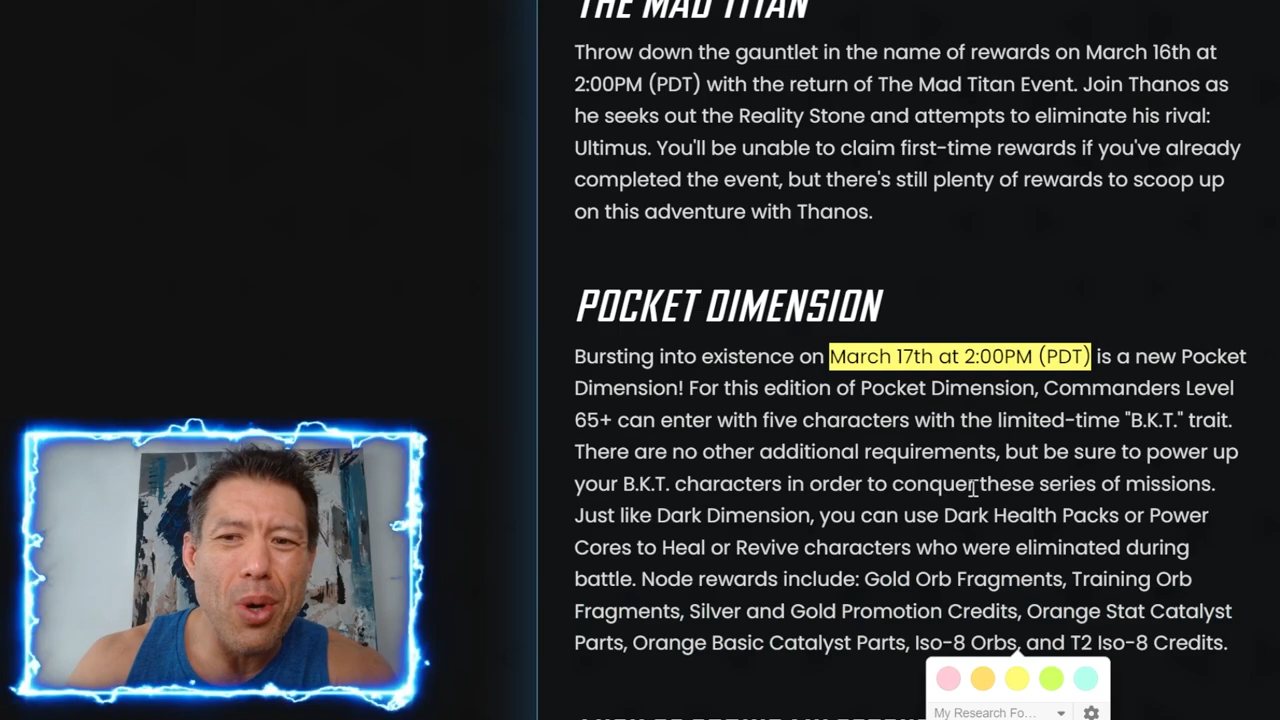 THE MAD TITAN
Throw down the gauntlet in the name of rewards on March 16th at
2:00PM (PDT) with the return of The Mad Titan Event. Join Thanos as
he seeks out the Reality Stone and attempts to eliminate his rival:
Ultimus. You'll be unable to claim first-time rewards if you've already
completed the event, but there's still plenty of rewards to scoop up
on this adventure with Thanos.
POCKET DIMENSION
Bursting into existence on March 17th at 2:00PM (PDT) is a new Pocket
Dimension! For this edition of Pocket Dimension, Commanders Level
65+ can enter with five characters with the limited-time "B.K.T." trait.
There are no other additional requirements, but be sure to power up
your B.K.T. characters in order to conquer these series of missions.
Just like Dark Dimension, you can use Dark Health Packs or Power
Cores to Heal or Revive characters who were eliminated during
battle. Node rewards include: Gold Orb Fragments, Training Orb
Fragments, Silver and Gold Promotion Credits, Orange Stat Catalyst
Parts, Orange Basic Catalyst Parts, Iso-8 Orbs, and T2 Iso-8 Credits.
My Research Fo...